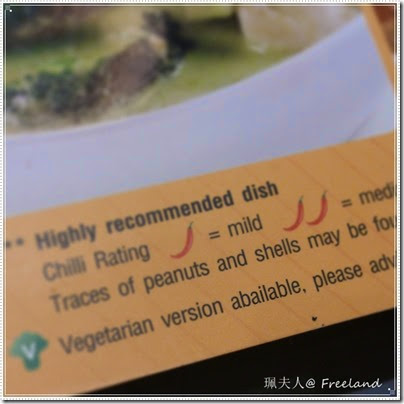 ** Highly recommended dish
Chilli Rating = mild = medi
Traces of peanuts and shells may be fou
V Vegetarian version abailable, please adv
珮夫人@ Freeland